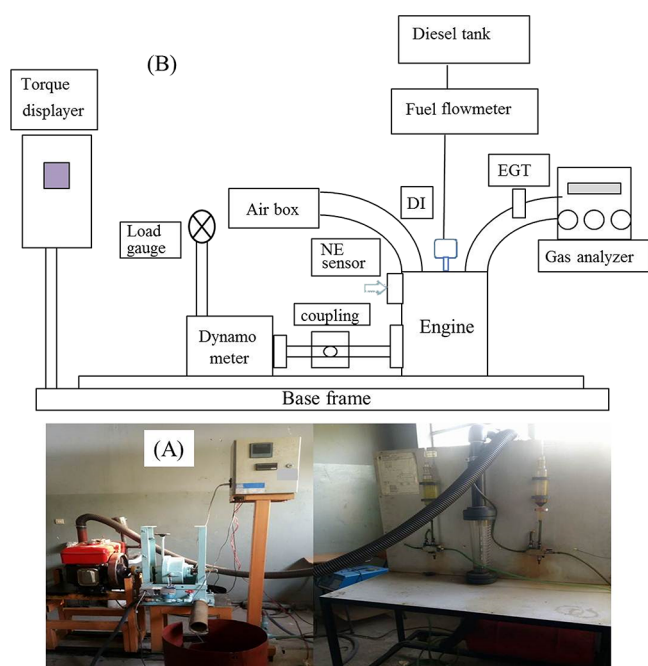 Diesel tank
(B)
Torque
displayer
Fuel flowmeter
EGT
DI
Air box
Load
gauge
NE
sensor
Gas analyzer
coupling
Engine
Dynamo
meter
Base frame
(A)